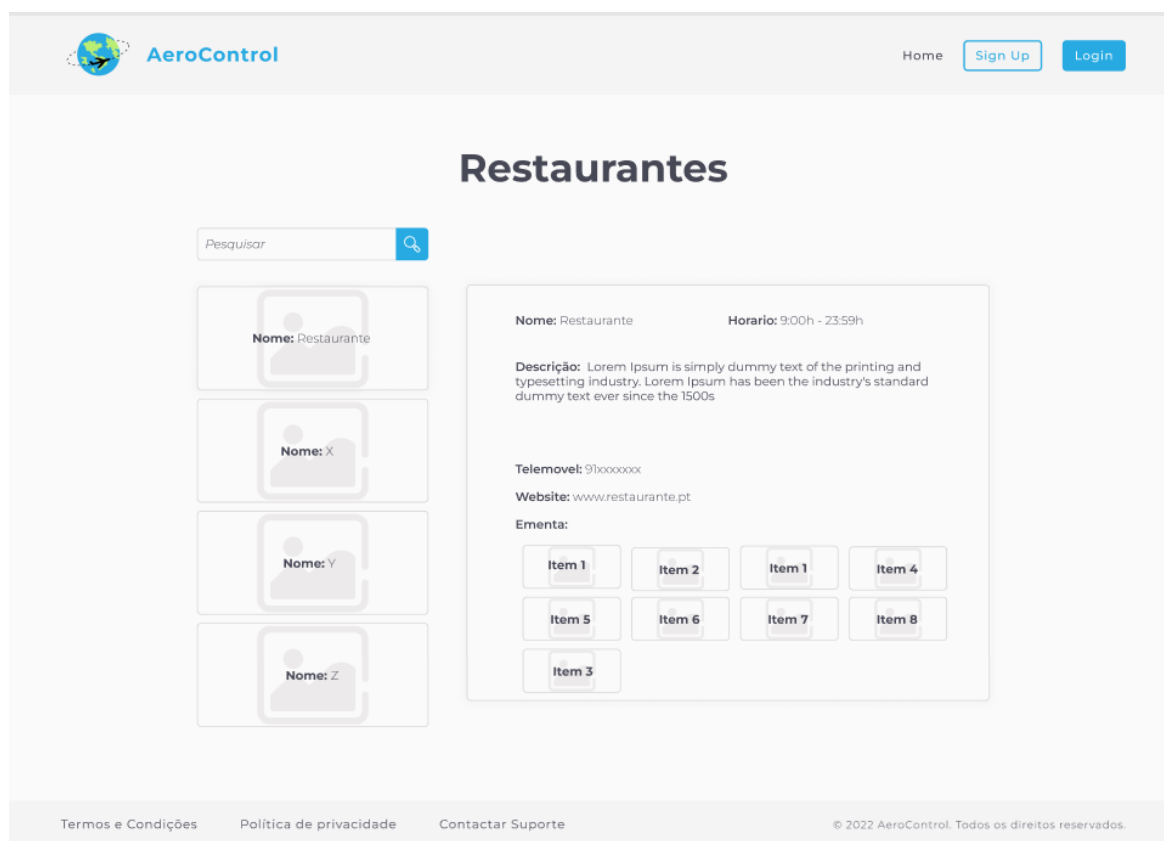 AeroControl
Home
Sign Up
Login
Restaurantes
Pesquisar
Nome: Restaurante
Nome: X
Nome: Y
Nome: Z
Nome: Restaurante
Horario: 9:00h - 23:59h
Descrição: Lorem Ipsum is simply dummy text of the printing and
typesetting industry. Lorem Ipsum has been the industry's standard
dummy text ever since the 1500s
Telemovel: 91xxxxxxx
Website: www.restaurante.pt
Ementa:
Item 1
Item 2
Item 1
Item 4
Item 5
Item 6
Item 7
Item 8
Item 3
Termos e Condições
Política de privacidade
Contactar Suporte
© 2022 AeroControl. Todos os direitos reservados.